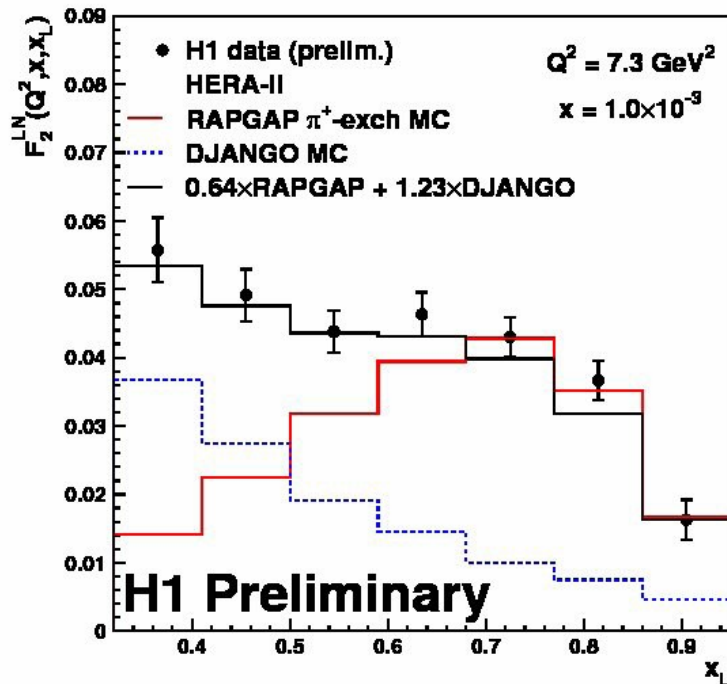 0.09
0.08
0.07
0.06
0.05
0.04
0.03
0.02
0.01
0
F₂ᴸᴺ(Q²,x,x_L)
H1 data (prelim.)
HERA-II
RAPGAP π⁺-exch MC
DJANGO MC
0.64×RAPGAP + 1.23×DJANGO
Q² = 7.3 GeV²
x = 1.0×10⁻³
H1 Preliminary
0.4 0.5 0.6 0.7 0.8 0.9
x_L